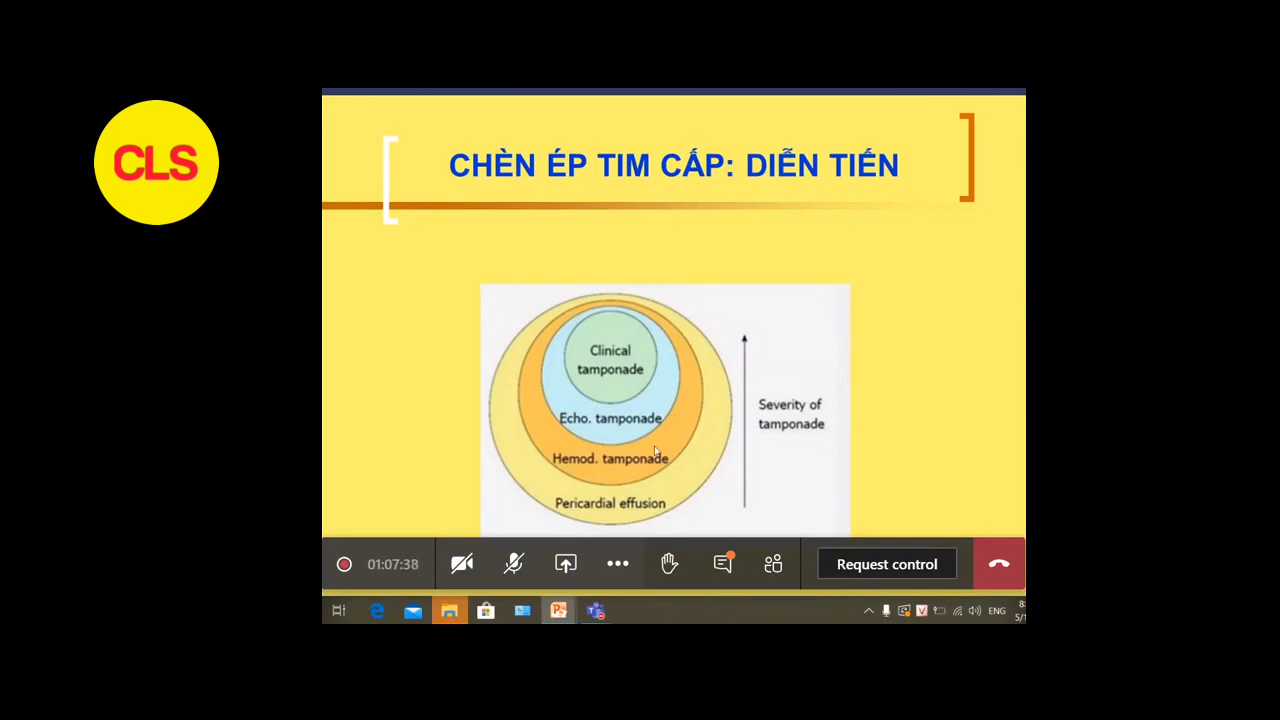 CLS
CHÈN ÉP TIM CẤP: DIỄN TIẾN
Clinical
tamponade
Echo. tamponade
Hemod. tamponade
Pericardial effusion
Severity of
tamponade
01:07:38
Request control
ENG